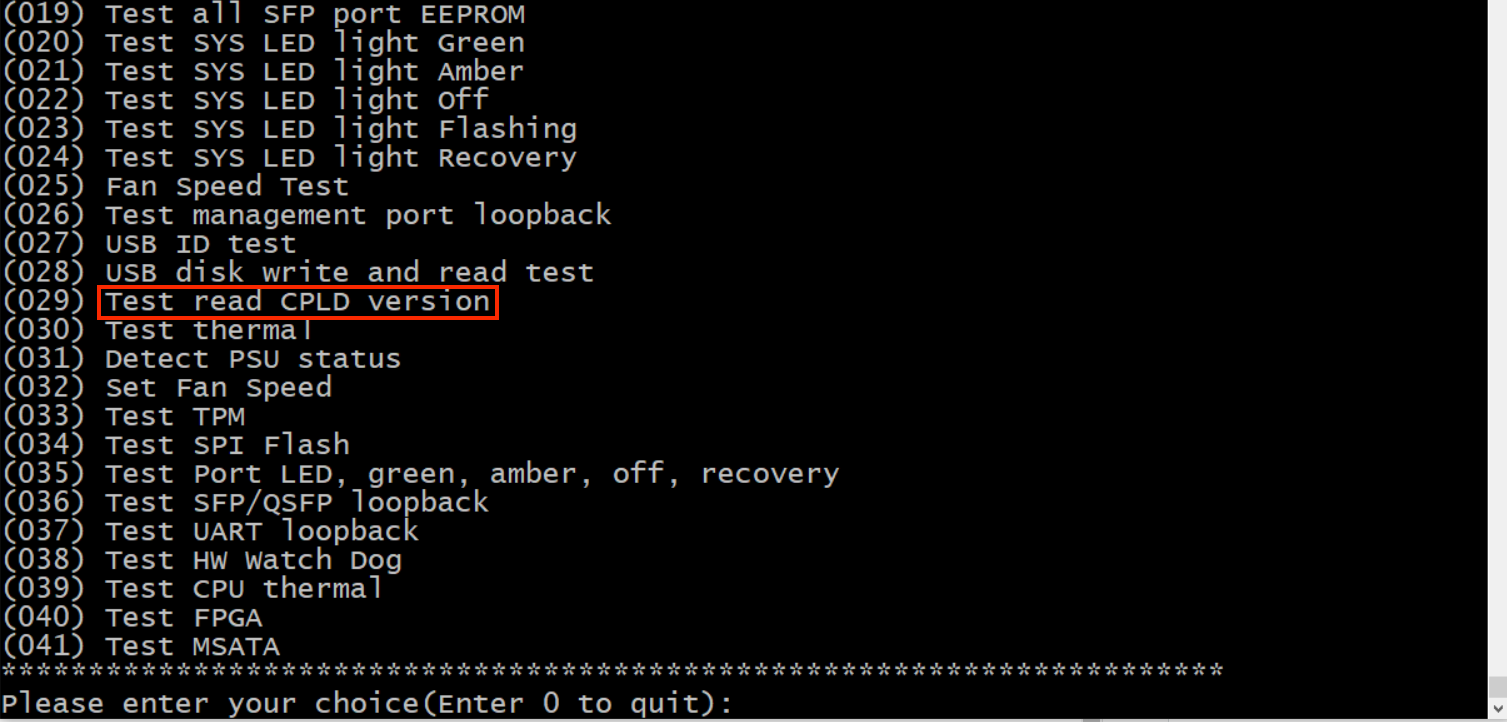 (019) Test all SFP port EEPROM
(020) Test SYS LED light Green
(021) Test SYS LED light Amber
(022) Test SYS LED light Off
(023) Test SYS LED light Flashing
(024) Test SYS LED light Recovery
(025) Fan Speed Test
(026) Test management port loopback
(027) USB ID test
(028) USB disk write and read test
(029) Test read CPLD version
(030) Test thermal
(031) Detect PSU status
(032) Set Fan Speed
(033) Test TPM
(034) Test SPI Flash
(035) Test Port LED, green, amber, off, recovery
(036) Test SFP/QSFP loopback
(037) Test UART loopback
(038) Test HW Watch Dog
(039) Test CPU thermal
(040) Test FPGA
(041) Test MSATA
**********************************************************************
Please enter your choice(Enter 0 to quit):